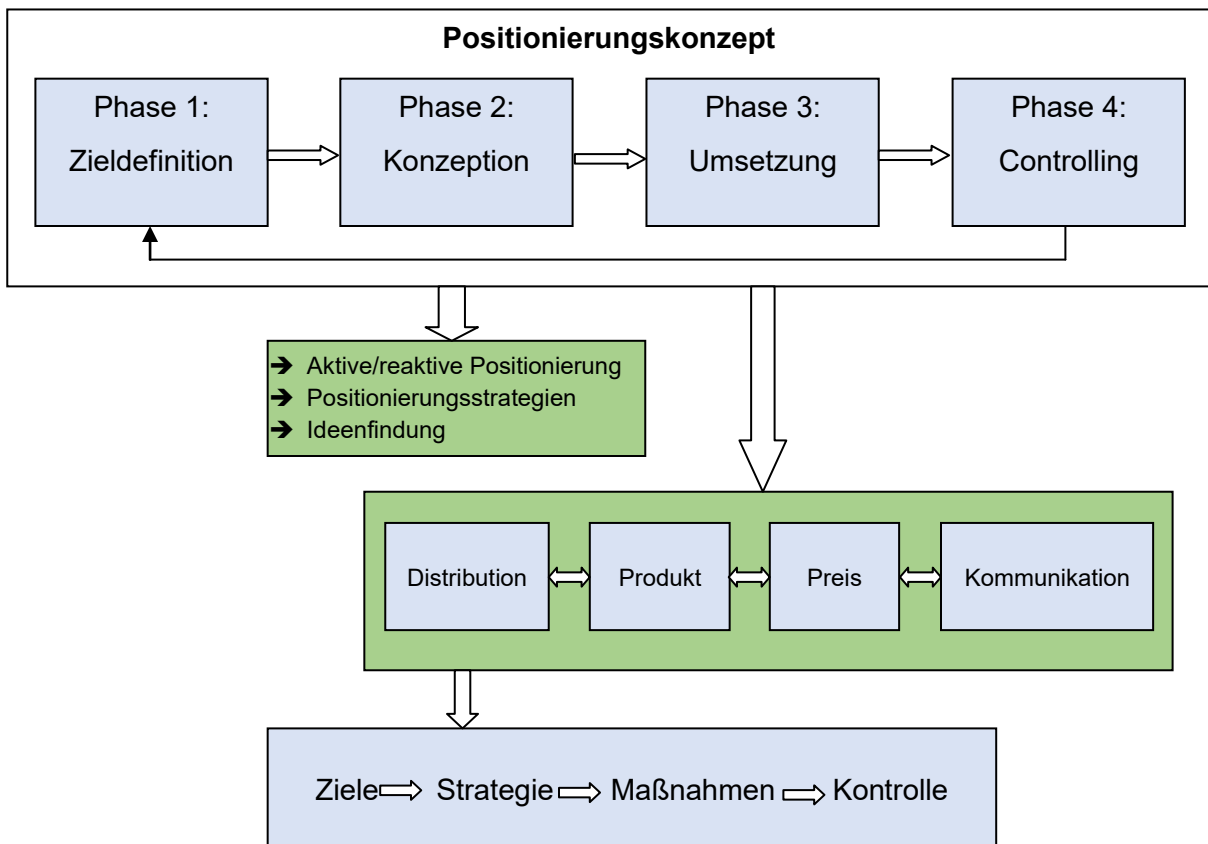 Positionierungskonzept
Phase 1:
Zieldefinition
Phase 2:
Konzeption
Phase 3:
Umsetzung
Phase 4:
Controlling
➔ Aktive/reaktive Positionierung
➔ Positionierungsstrategien
➔ Ideenfindung
Distribution
Produkt
Preis
Kommunikation
Ziele Strategie Maßnahmen Kontrolle